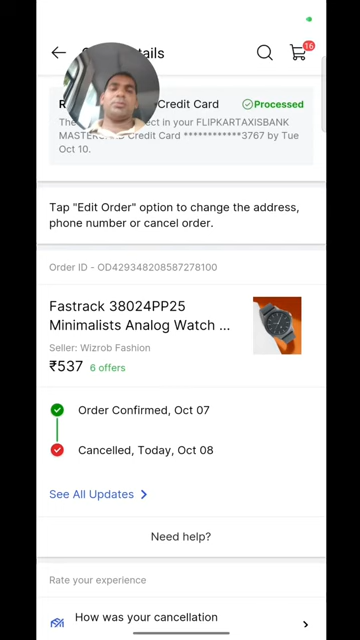 16
Credit Card
Processed
in your FLIPKARTAXISBANK
Credit Card ************3767 by Tue
Oct 10.
Tap "Edit Order" option to change the address,
phone number or cancel order.
Order ID - OD429348208587278100
Fastrack 38024PP25
Minimalists Analog Watch ...
Seller: Wizrob Fashion
₹537 6 offers
Order Confirmed, Oct 07
Cancelled, Today, Oct 08
See All Updates
Need help?
Rate your experience
How was your cancellation